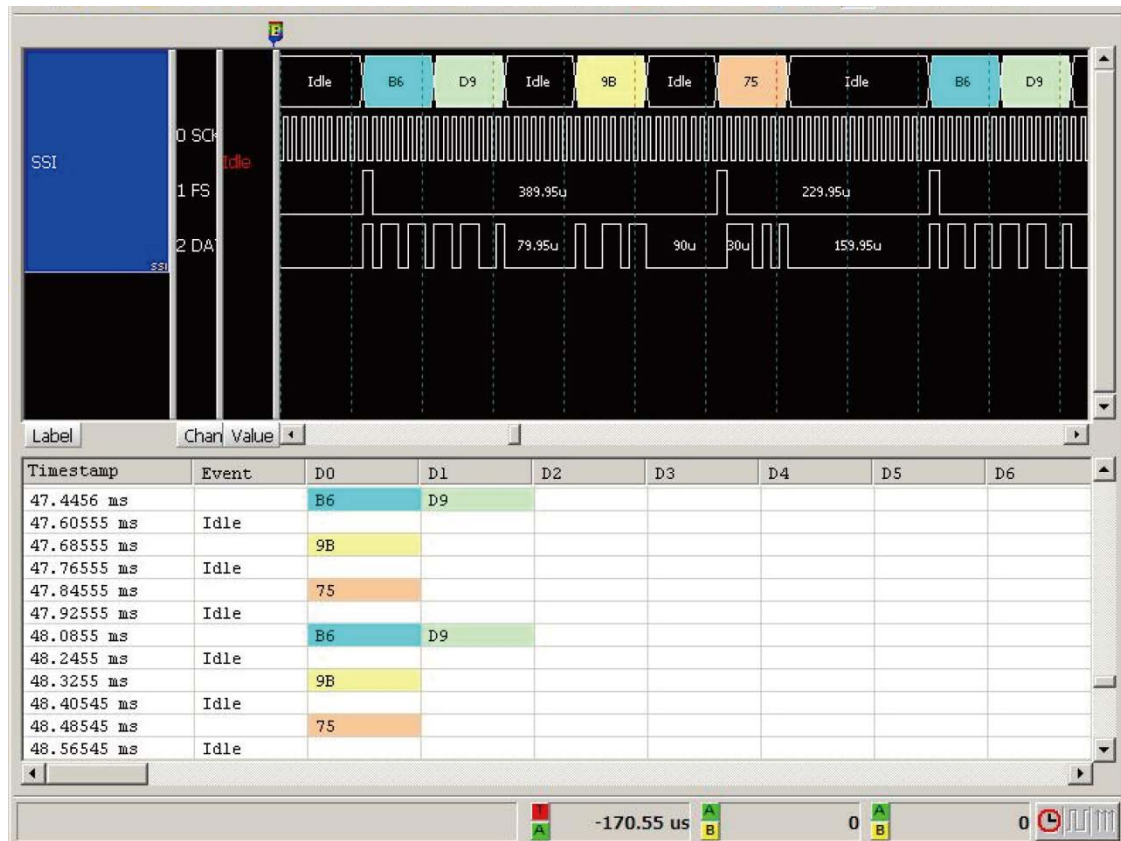 B
Idle B6 D9 Idle 9B Idle 75 Idle B6 D9
SSI
Idle
0 SCK
1 FS 389.95u 229.95u
2 DA 79.95u 90u 30u 159.95u
SSI
Label Chan Value
Timestamp Event D0 D1 D2 D3 D4 D5 D6
47.4456 ms B6 D9
47.60555 ms Idle
47.68555 ms 9B
47.76555 ms Idle
47.84555 ms 75
47.92555 ms Idle
48.0855 ms B6 D9
48.2455 ms Idle
48.3255 ms 9B
48.40545 ms Idle
48.48545 ms 75
48.56545 ms Idle
T A -170.55 us A B 0 A B 0